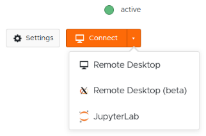 active
Settings
Connect
Remote Desktop
Remote Desktop (beta)
JupyterLab